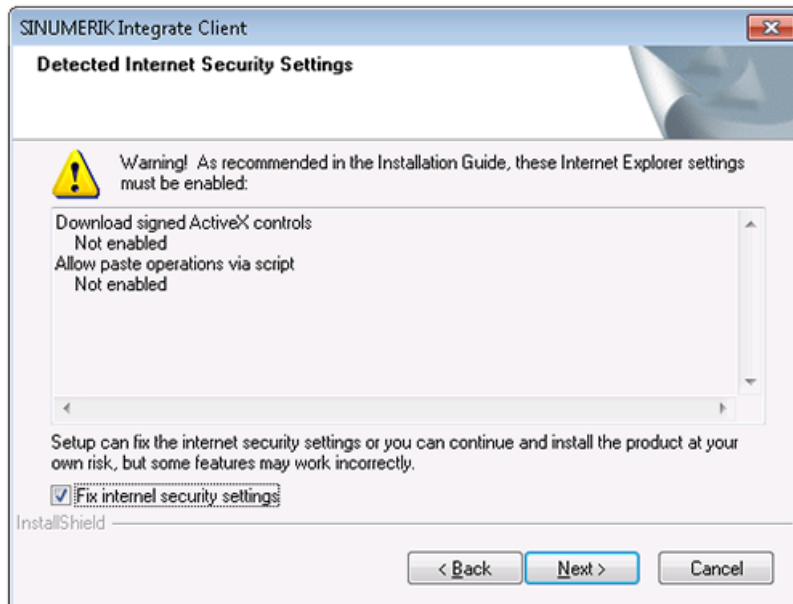 SINUMERIK Integrate Client
Detected Internet Security Settings
Warning! As recommended in the Installation Guide, these Internet Explorer settings
must be enabled:
Download signed ActiveX controls
Not enabled
Allow paste operations via script
Not enabled
Setup can fix the internet security settings or you can continue and install the product at your
own risk, but some features may work incorrectly.
Fix internel security settings
InstallShield
< Back
Next >
Cancel